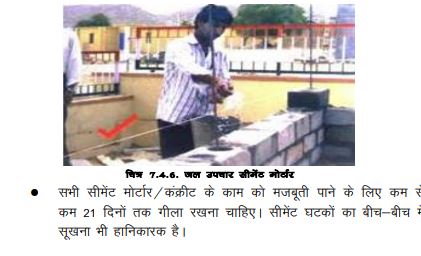 चित्र 7.4.6. जल उपचार सीमेंट मोर्टार
● सभी सीमेंट मोर्टार/कंक्रीट के काम को मजबूती पाने के लिए कम से
कम 21 दिनों तक गीला रखना चाहिए। सीमेंट घटकों का बीच–बीच में
सूखना भी हानिकारक है।